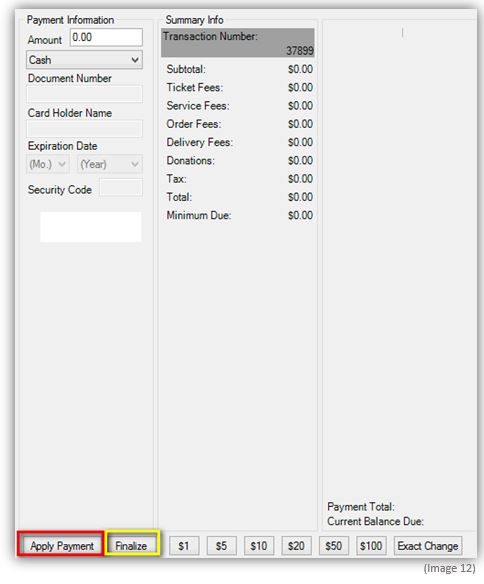 Payment Information
Amount 0.00
Cash
Document Number
Card Holder Name
Expiration Date
(Mo.) (Year)
Security Code
Summary Info
Transaction Number:
37899
Subtotal: $0.00
Ticket Fees: $0.00
Service Fees: $0.00
Order Fees: $0.00
Delivery Fees: $0.00
Donations: $0.00
Tax: $0.00
Total: $0.00
Minimum Due: $0.00
Payment Total:
Current Balance Due:
Apply Payment Finalize $1 $5 $10 $20 $50 $100 Exact Change
(Image 12)